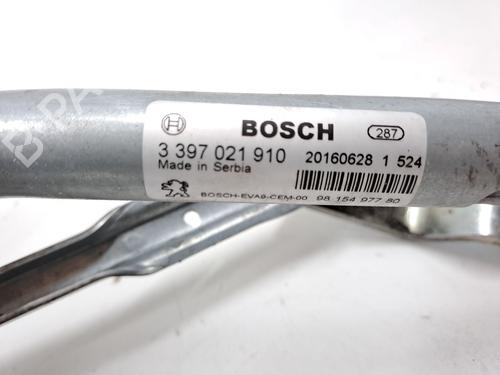 BOSCH
287
3 397 021 910
20160628 1 524
Made in Serbia
BOSCH-EVA9-CEM-00 98 154 977 80